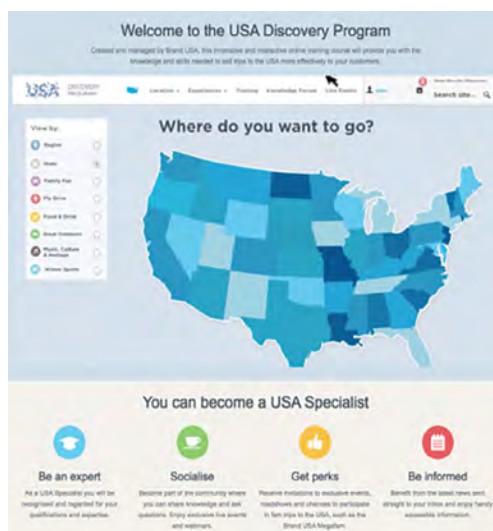 Welcome to the USA Discovery Program
Created and managed by Brand USA, this immersive and interactive online training course will provide you with the
knowledge and skills needed to sell trips to the USA more effectively to your customers.
USA DISCOVERY PROGRAM
Location Experiences Training Knowledge Forum Live Events
Search site...
Where do you want to go?
View by:
Region
State
Family Fun
Fly Drive
Food & Drink
Great Outdoors
Music, Culture
& Heritage
Winter Sports
You can become a USA Specialist
Be an expert
As a USA Specialist you will be
recognised and regarded for your
qualifications and expertise.
Socialise
Become part of the community where
you can share knowledge and ask
questions. Enjoy exclusive live events
and webinars.
Get perks
Receive invitations to exclusive events,
roadshows and chances to participate
in fam trips to the USA, such as the
Brand USA Megafam.
Be informed
Benefit from the latest news sent
straight to your inbox and enjoy handy
accessible information.